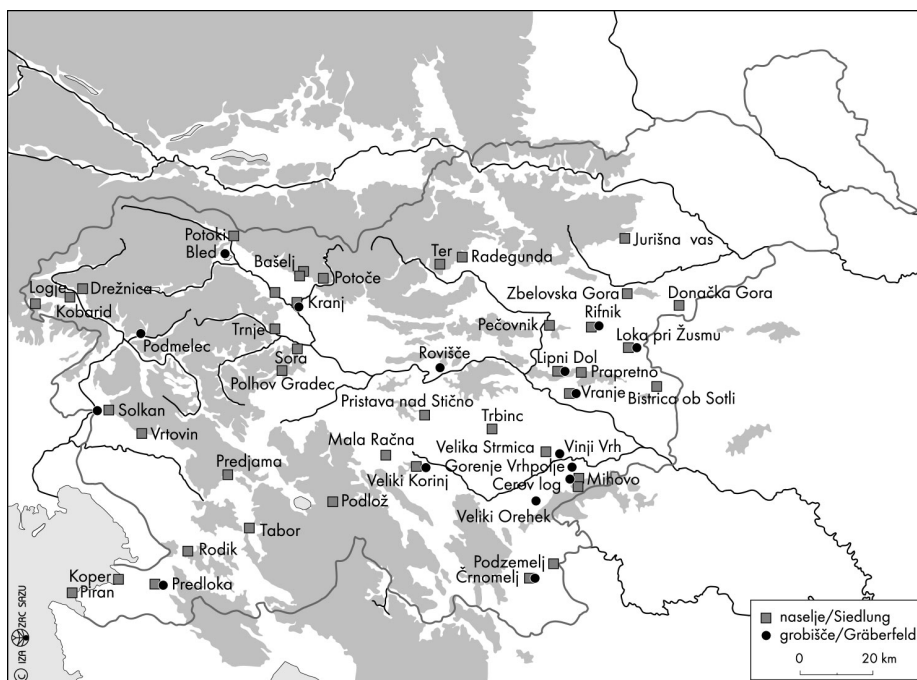 Potoki
Bled
Bašelj
Potoče
Ter
Radegunda
Jurišna vas
Logje
Drežnica
Kobarid
Kranj
Zbelovska Gora
Donačka Gora
Rifnik
Pečovnik
Trnje
Podmelec
Loka pri Žusmu
Sora
Rovišče
Lipni Dol
Polhov Gradec
Prapretno
Vranje
Bistrica ob Sotli
Solkan
Pristava nad Stično
Trbinc
Vrtovin
Mala Račna
Velika Strmica
Vinji Vrh
Predjama
Veliki Korinj
Gorenje Vrhpolje
Cerov log
Mihovo
Podlož
Veliki Orehek
Tabor
Rodik
Podzemelj
Koper
Predloka
Črnomelj
Piran
naselje/Siedlung
grobišče/Gräberfeld
0 20 km
© IZA ZRC SAZU